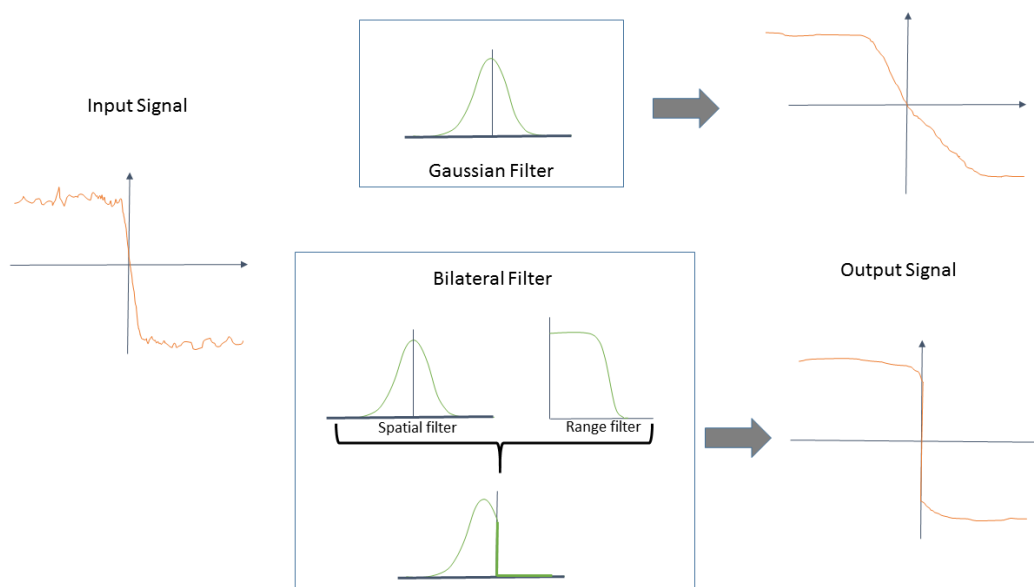 Input Signal
Gaussian Filter
Bilateral Filter
Spatial filter
Range filter
Output Signal